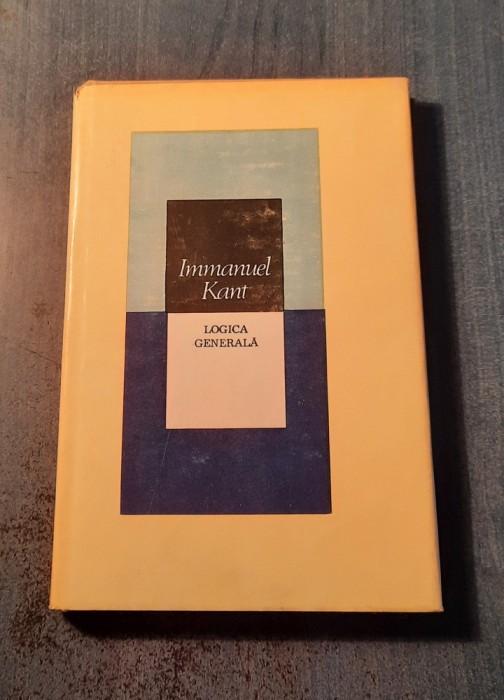 Immanuel
Kant
LOGICA
GENERALĂ